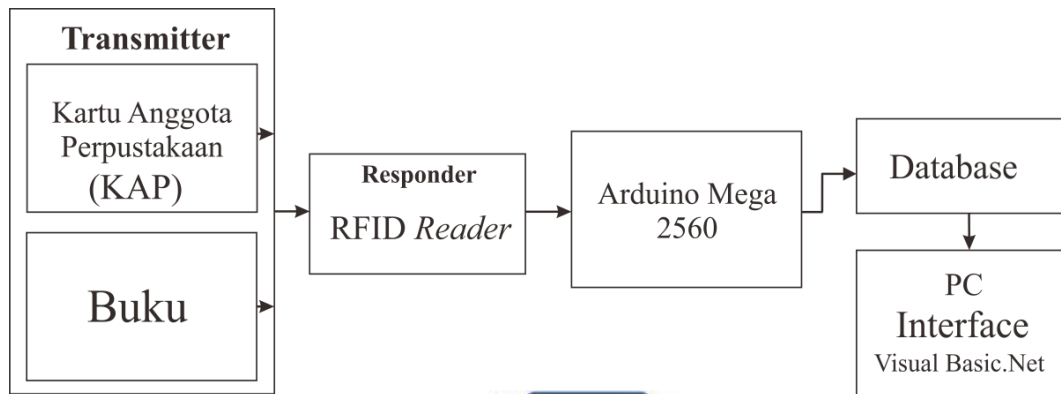 Transmitter
Kartu Anggota
Perpustakaan
(KAP)
Buku
Responder
RFID Reader
Arduino Mega
2560
Database
PC
Interface
Visual Basic.Net